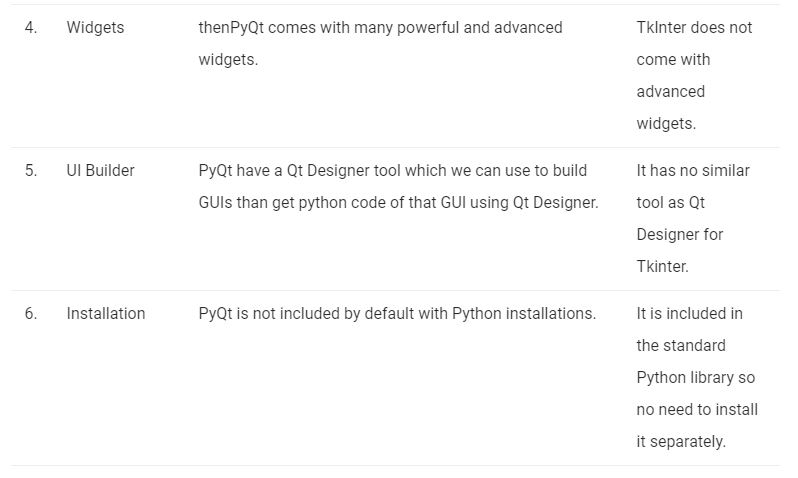 4. Widgets thenPyQt comes with many powerful and advanced
widgets.
TkInter does not
come with
advanced
widgets.
5. UI Builder PyQt have a Qt Designer tool which we can use to build
GUIs than get python code of that GUI using Qt Designer.
It has no similar
tool as Qt
Designer for
Tkinter.
6. Installation PyQt is not included by default with Python installations.
It is included in
the standard
Python library so
no need to install
it separately.